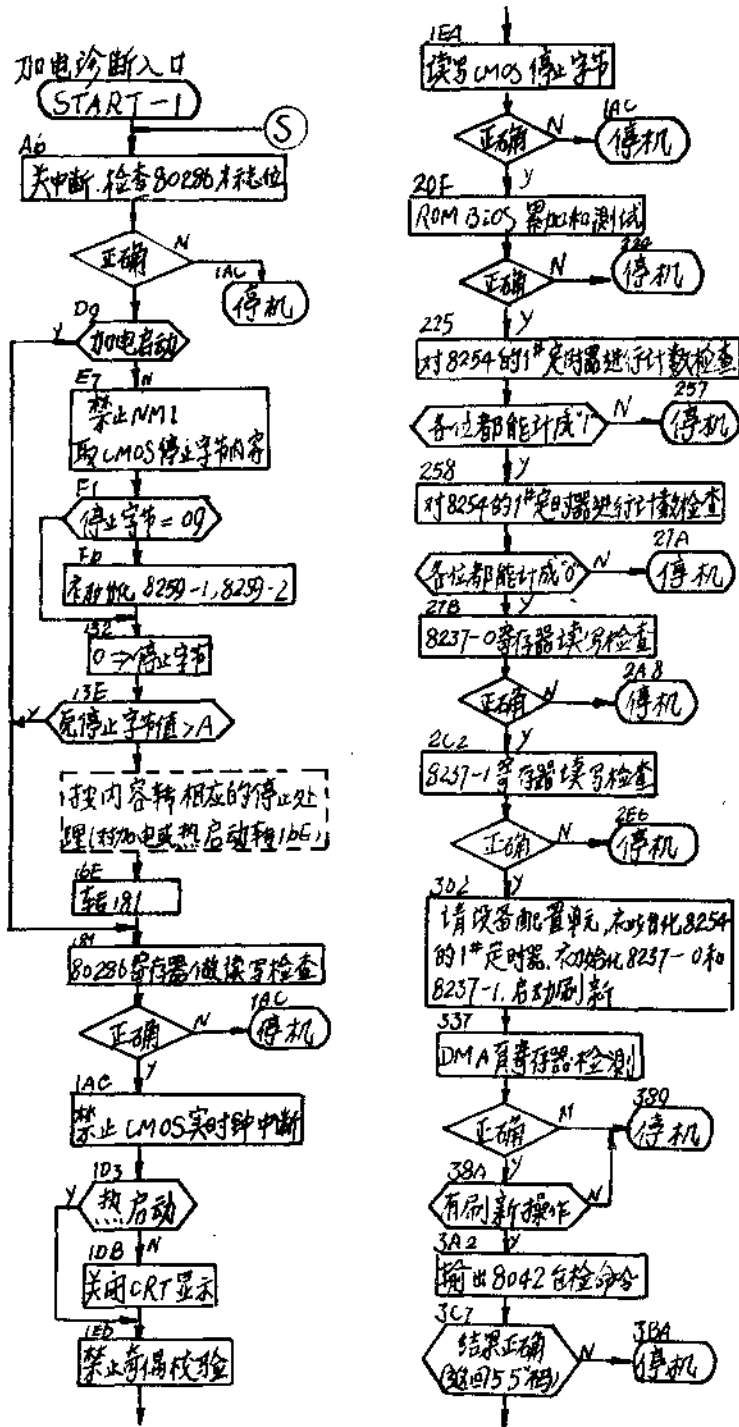 加电诊断入口
START-1
S
A6
关中断.检查80286标志位
正确
N
1AC
停机
D9
Y
加电启动
E7
N
禁止NMI
取CMOS停止字节内容
F1
停止字节=09
初始化 8259-1,8259-2
132
0⇒停止字节
13E
Y
原停止字节值>A
按内容转相应的停止处
理(对加电或热启动转16E)
16E
转181
181
80286寄存器做读写检查
1AC
正确
N
停机
Y
1AC
禁止CMOS实时钟中断
1D3
Y
热启动
1DB
N
关闭CRT显示
禁止奇偶校验
1EA
读写CMOS停止字节
1AC
正确
N
停机
Y
20F
ROM BiOS 累加和测试
正确
N
停机
225
Y
对8254的1#定时器进行计数检查
257
各位都能计成"1"
N
停机
258
Y
对8254的1#定时器进行计数检查
27A
各位都能计成"0"
N
停机
27B
Y
8237-0寄存器读写检查
2A8
正确
N
停机
2C2
Y
8237-1寄存器读写检查
2E6
正确
N
停机
302
Y
清设备配置单元,初始化8254
的1#定时器.初始化8237-0和
8237-1.启动刷新
337
DMA页寄存器检测
389
正确
N
停机
38A
Y
有刷新操作
N
3A2
Y
输出8042自检命令
3C7
结果正确
(返回"55"码)
N
3BA
停机